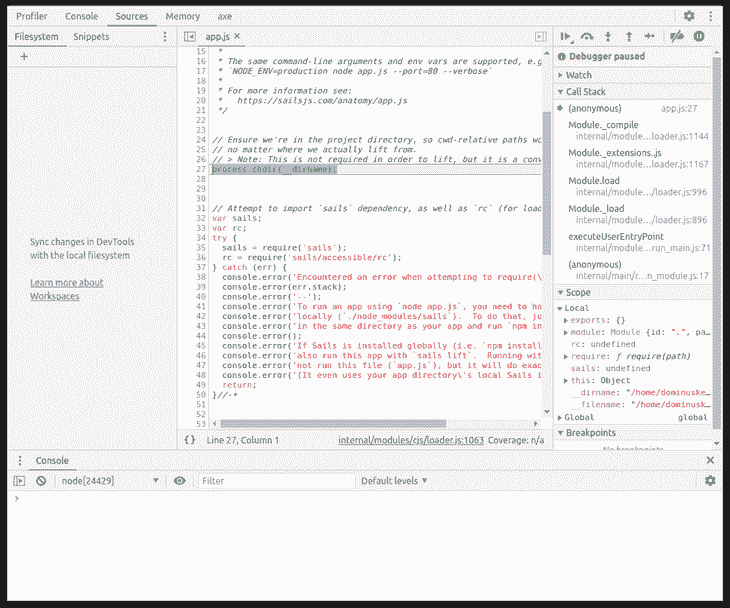 Profiler Console Sources Memory axe
Filesystem Snippets
app.js ×
+
Sync changes in DevTools
with the local filesystem
Learn more about
Workspaces
15 *
16 * The same command-line arguments and env vars are supported, e.g
17 * `NODE_ENV=production node app.js --port=80 --verbose`
18 *
19 * For more information see:
20 * https://sailsjs.com/anatomy/app.js
21 */
22
23
24 // Ensure we're in the project directory, so cwd-relative paths wo
25 // no matter where we actually lift from.
26 // > Note: This is not required in order to lift, but it is a conv
27 process.chdir(__dirname);
28
29
30
31 // Attempt to import `sails` dependency, as well as `rc` (for load
32 var sails;
33 var rc;
34 try {
35 sails = require('sails');
36 rc = require('sails/accessible/rc');
37 } catch (err) {
38 console.error('Encountered an error when attempting to require(\
39 console.error(err.stack);
40 console.error('--');
41 console.error('To run an app using `node app.js`, you need to ha
42 console.error('locally (`./node_modules/sails`). To do that, ju
43 console.error('in the same directory as your app and run `npm in
44 console.error();
45 console.error('If Sails is installed globally (i.e. `npm install
46 console.error('also run this app with `sails lift`. Running wit
47 console.error('not run this file (`app.js`), but it will do exac
48 console.error('(It even uses your app directory\'s local Sails i
49 return;
50 }//-•
51
52
53
{} Line 27, Column 1 internal/modules/cjs/loader.js:1063 Coverage: n/a
Debugger paused
Watch
Call Stack
(anonymous) app.js:27
Module._compile
internal/module…loader.js:1144
Module._extensions..js
internal/module…loader.js:1167
Module.load
internal/module…loader.js:996
Module._load
internal/module…loader.js:896
executeUserEntryPoint
internal/module…run_main.js:71
(anonymous)
internal/main/r…n_module.js:17
Scope
Local
exports: {}
module: Module {id: ".", pa…
rc: undefined
require: ƒ require(path)
sails: undefined
this: Object
__dirname: "/home/dominuske…
__filename: "/home/dominusk…
Global global
Breakpoints
No breakpoints
Console
node[24429] Filter Default levels